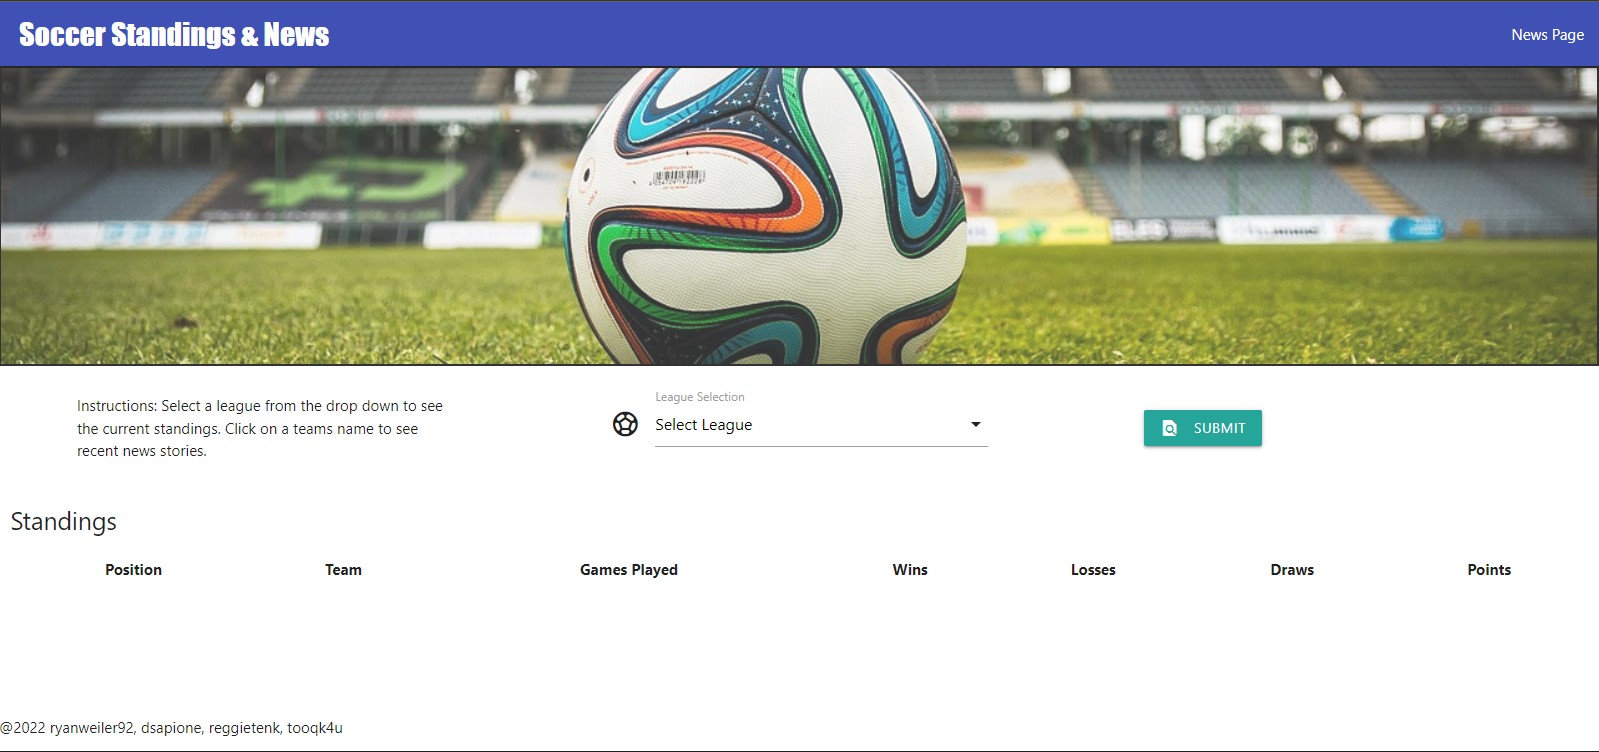 Soccer Standings & News
News Page
Instructions: Select a league from the drop down to see
the current standings. Click on a teams name to see
recent news stories.
League Selection
Select League
SUBMIT
Standings
Position Team Games Played Wins Losses Draws Points
@2022 ryanweiler92, dsapione, reggietenk, tooqk4u